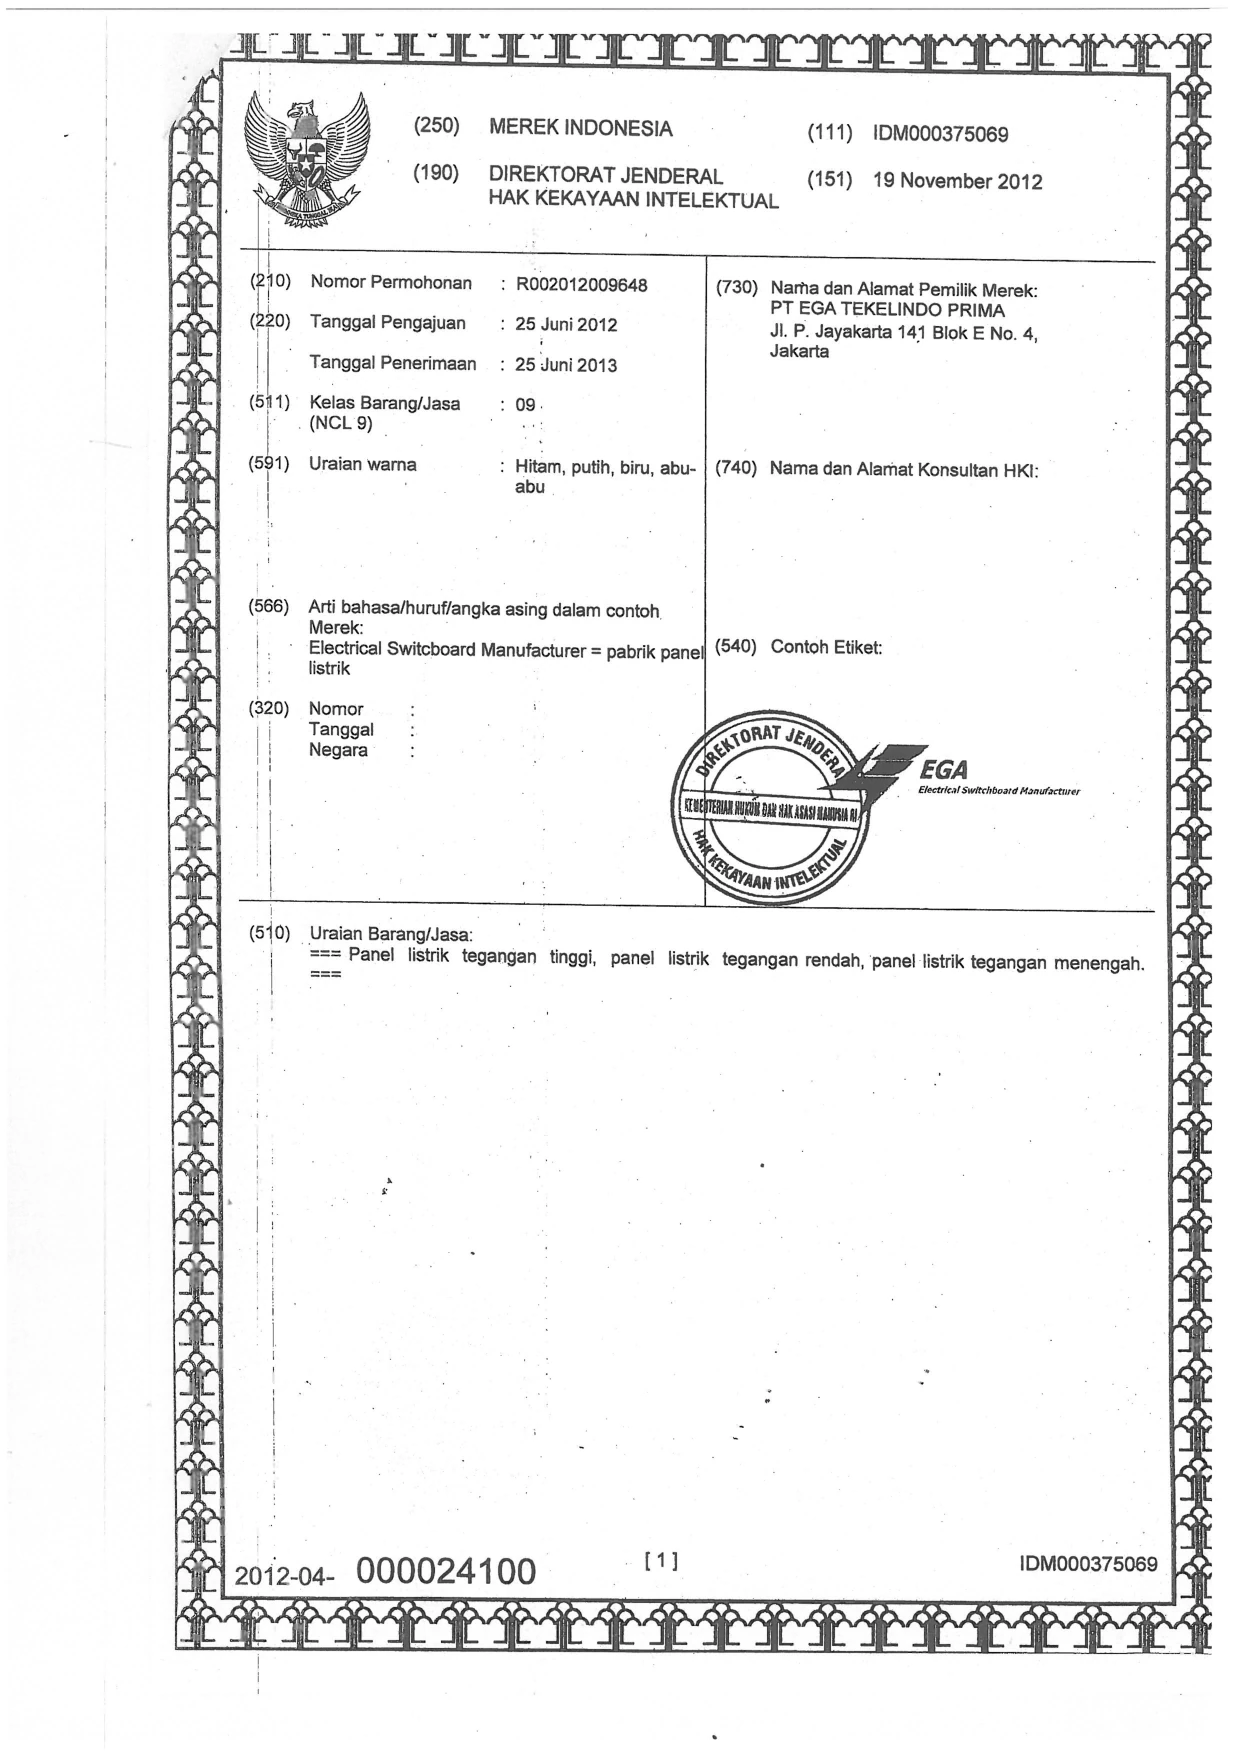 (250) MEREK INDONESIA
(111) IDM000375069
(190) DIREKTORAT JENDERAL
HAK KEKAYAAN INTELEKTUAL
(151) 19 November 2012
(210) Nomor Permohonan : R002012009648
(220) Tanggal Pengajuan : 25 Juni 2012
Tanggal Penerimaan : 25 Juni 2013
(511) Kelas Barang/Jasa : 09
(NCL 9)
(591) Uraian warna : Hitam, putih, biru, abu-
abu
(566) Arti bahasa/huruf/angka asing dalam contoh
Merek:
Electrical Switcboard Manufacturer = pabrik panel
listrik
(320) Nomor :
Tanggal :
Negara :
(730) Nama dan Alamat Pemilik Merek:
PT EGA TEKELINDO PRIMA
Jl. P. Jayakarta 141 Blok E No. 4,
Jakarta
(740) Nama dan Alamat Konsultan HKI:
(540) Contoh Etiket:
DIREKTORAT JENDERAL
KEMENTERIAN HUKUM DAN HAK ASASI MANUSIA RI
HAK KEKAYAAN INTELEKTUAL
EGA
Electrical Switchboard Manufacturer
(510) Uraian Barang/Jasa:
=== Panel listrik tegangan tinggi, panel listrik tegangan rendah, panel listrik tegangan menengah.
===
2012-04- 000024100
[ 1 ]
IDM000375069